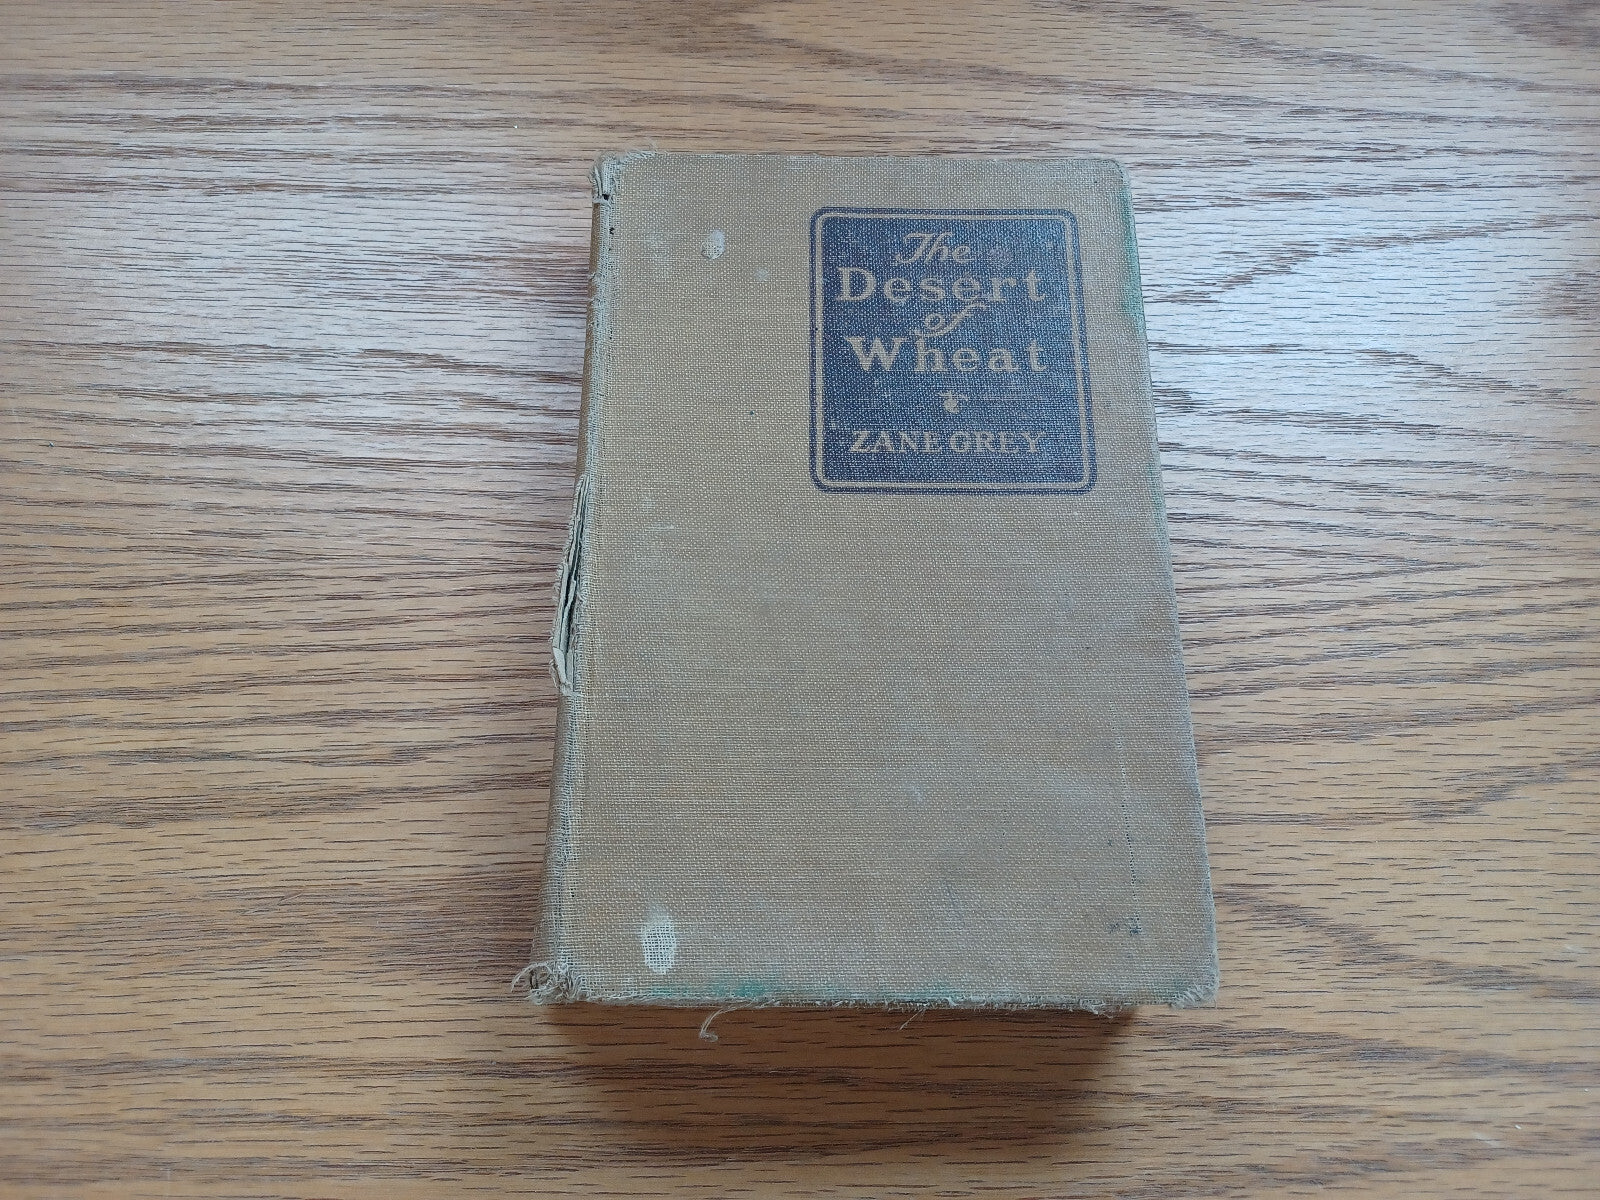 The
Desert
of
Wheat
ZANE GREY